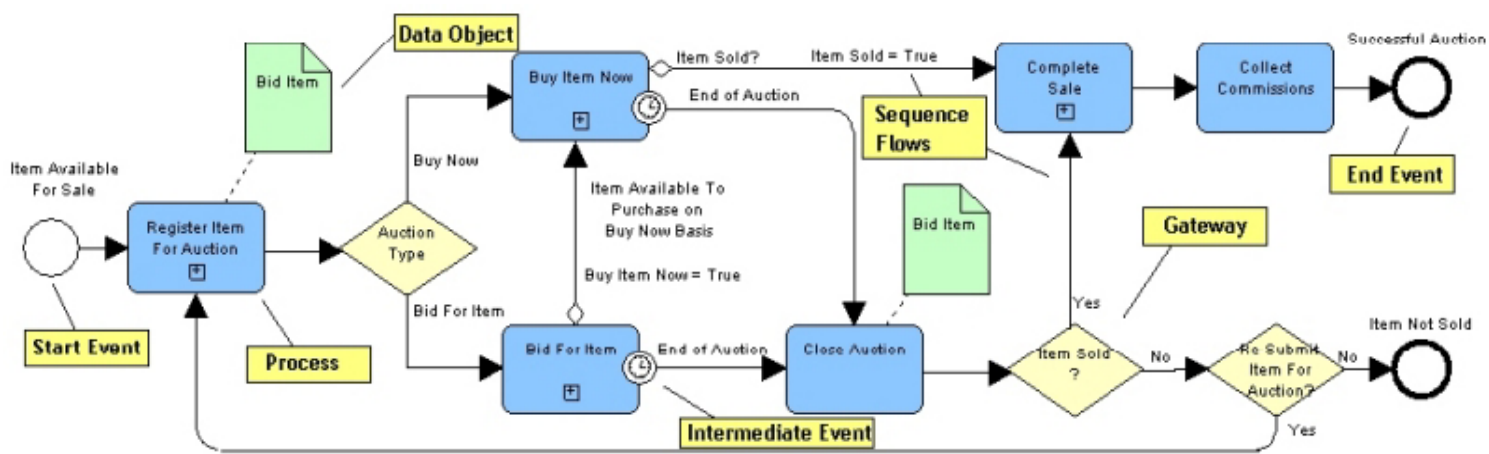 Data Object
Bid Item
Buy Item Now
Item Sold?
Item Sold = True
Complete
Sale
Collect
Commissions
Successful Auction
End of Auction
Sequence
Flows
End Event
Item Available
For Sale
Buy Now
Register Item
For Auction
Auction
Type
Item Available To
Purchase on
Buy Now Basis
Bid Item
Gateway
Buy Item Now = True
Bid For Item
Yes
Start Event
Process
Bid For Item
End of Auction
Close Auction
Item Sold
?
No
Re Submit
Item For
Auction?
No
Item Not Sold
Intermediate Event
Yes